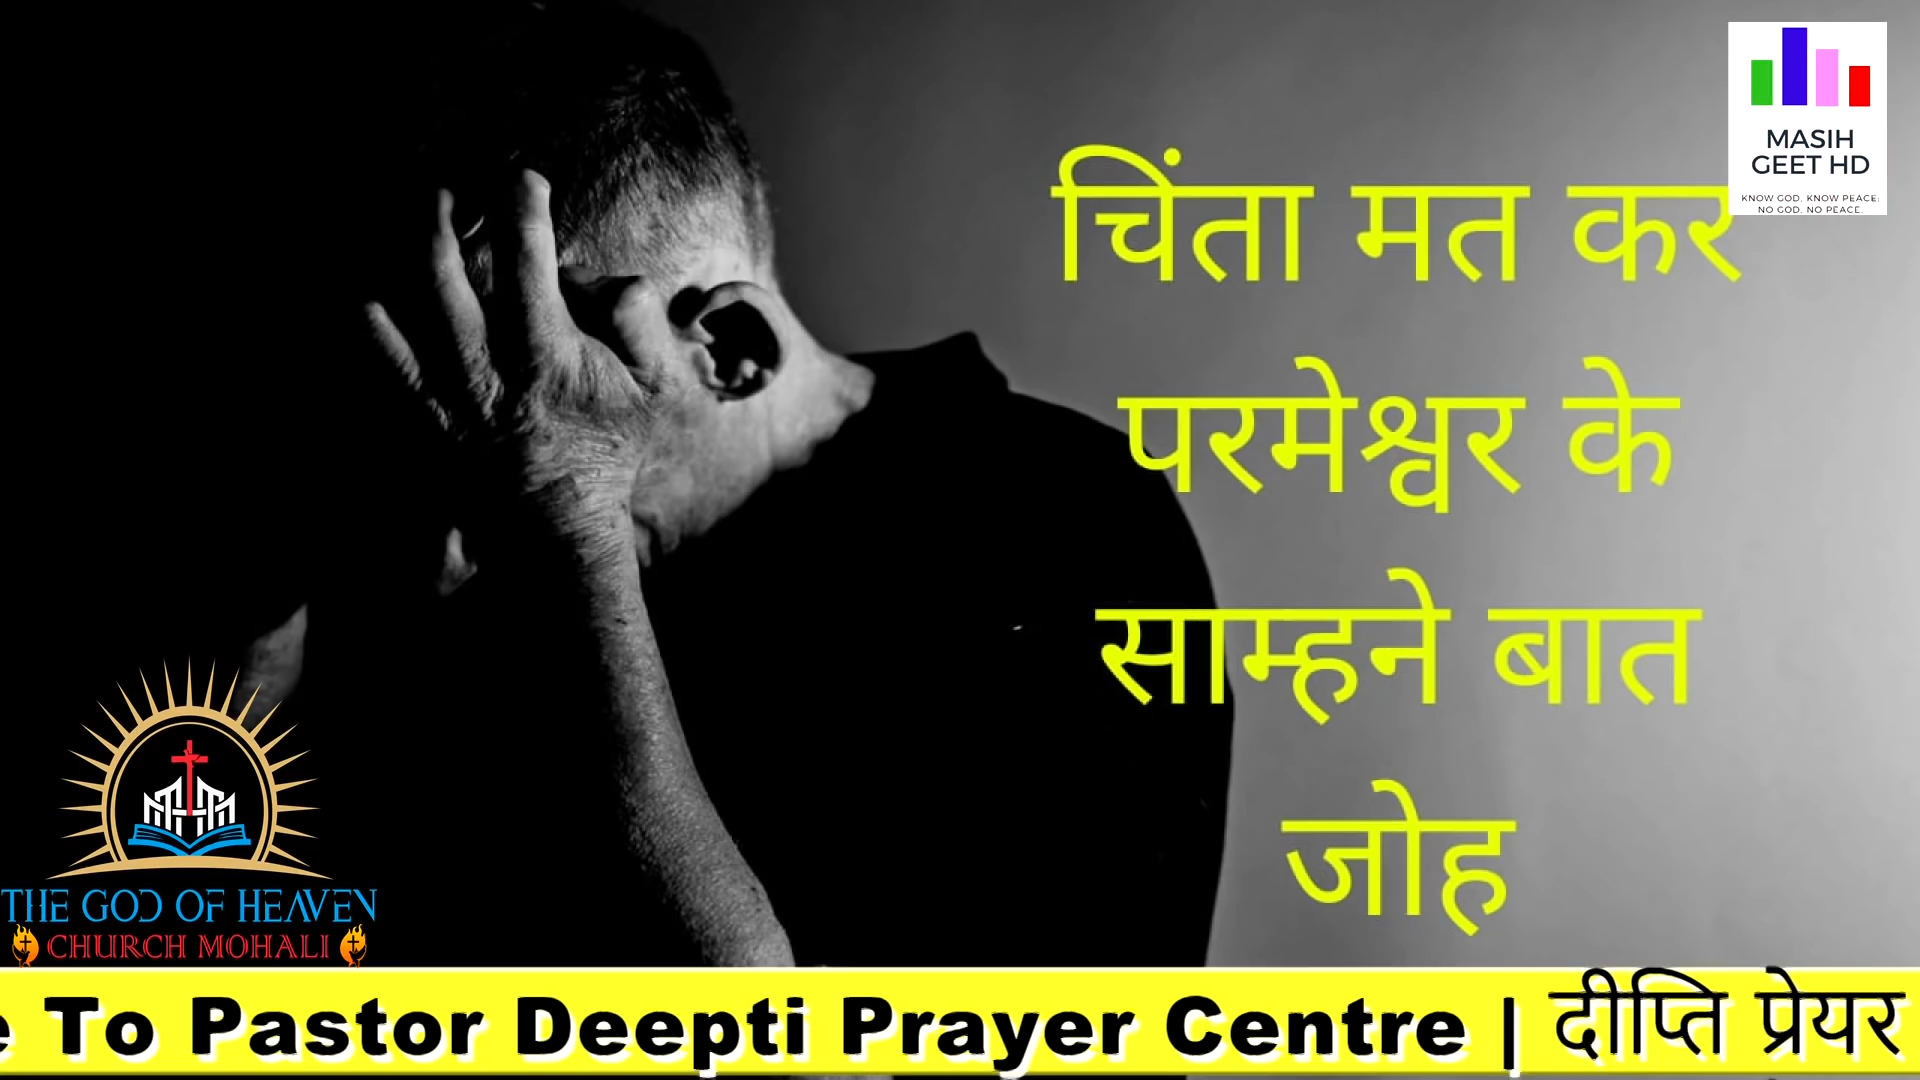 MASIH
GEET HD
KNOW GOD, KNOW PEACE;
NO GOD, NO PEACE.
चिंता मत कर
परमेश्वर के
साम्हने बात
जोह
THE GOD OF HEAVEN
CHURCH MOHALI
e To Pastor Deepti Prayer Centre | दीप्ति प्रेयर